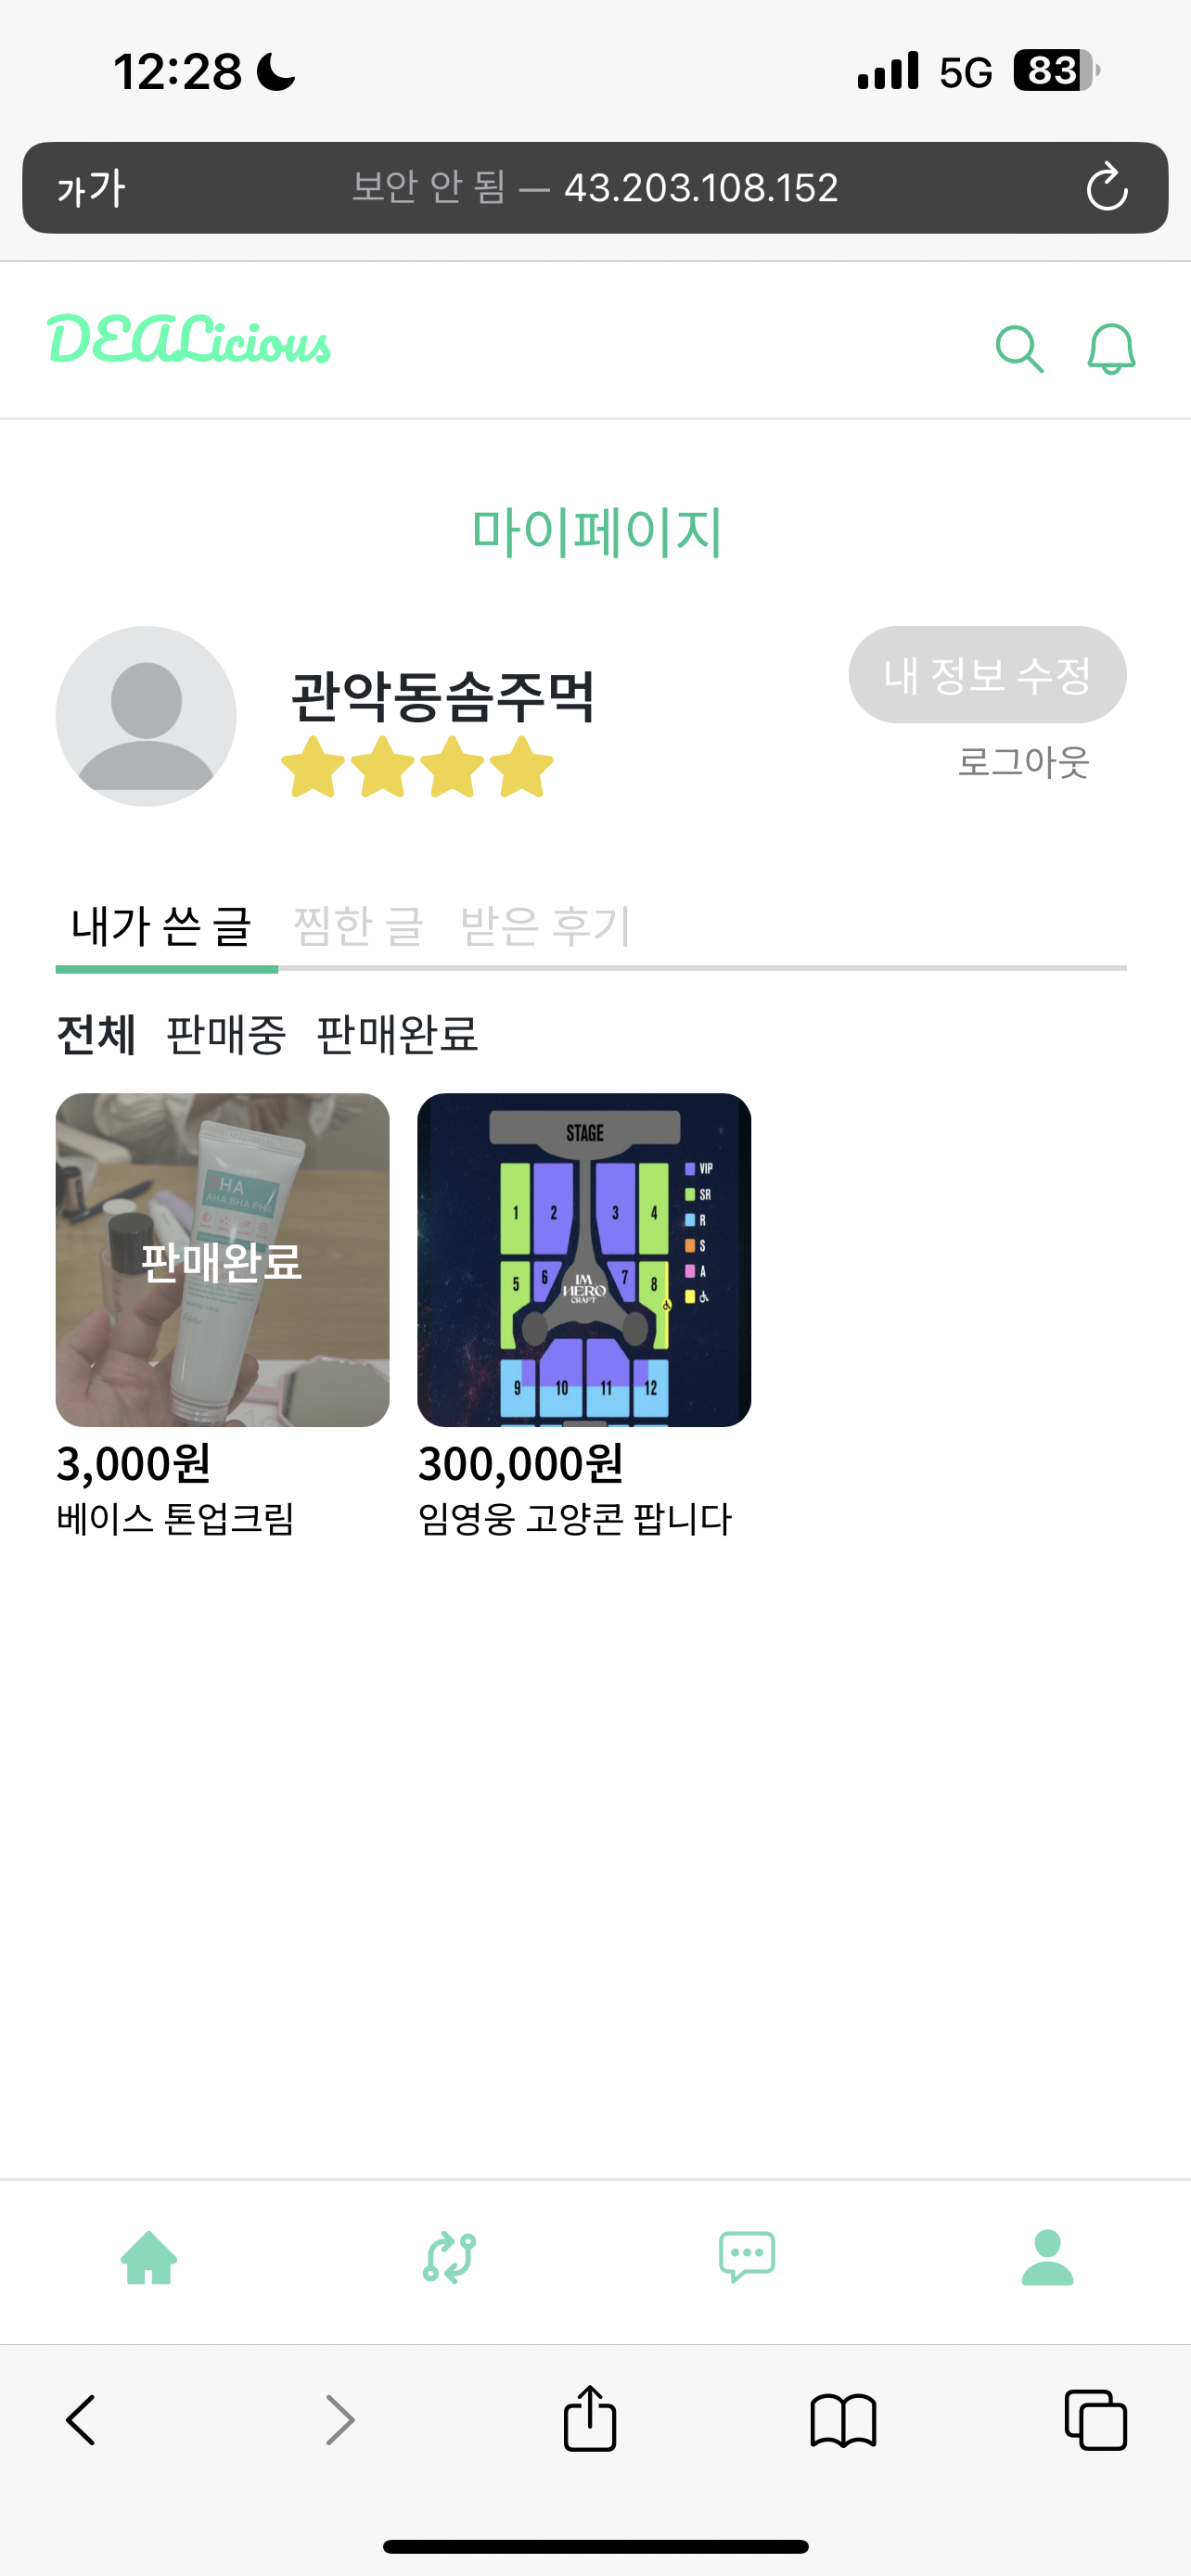 12:28
5G
83
가가
보안 안 됨 — 43.203.108.152
DEALicious
마이페이지
관악동솜주먹
내 정보 수정
로그아웃
내가 쓴 글 찜한 글 받은 후기
전체 판매중 판매완료
AHA BHA PHA
판매완료
STAGE
VIP
SR
R
S
A
1 2 3 4
5 6 7 8
IM
HERO
CRAFT
9 10 11 12
3,000원
베이스 톤업크림
300,000원
임영웅 고양콘 팝니다